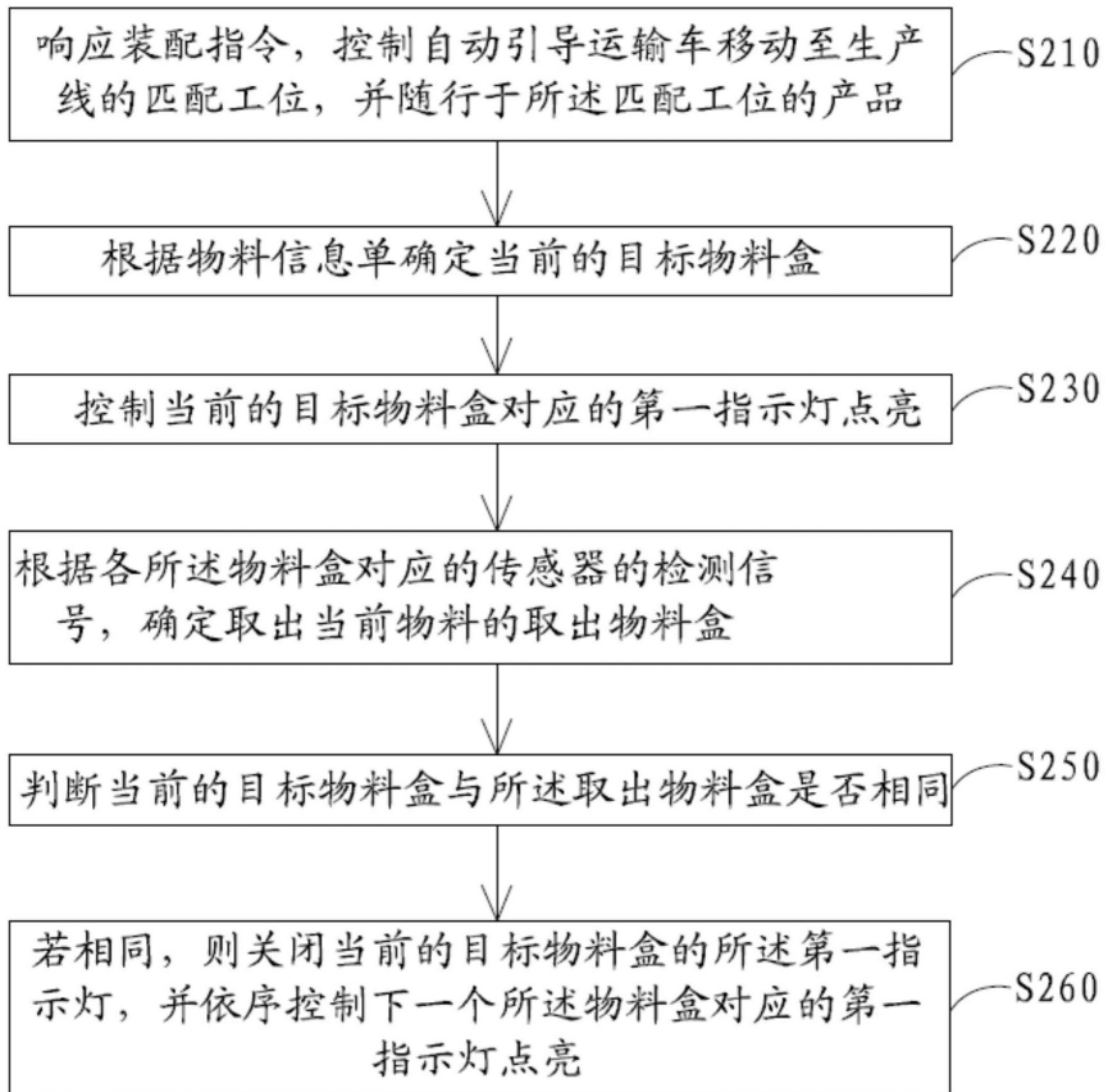 响应装配指令，控制自动引导运输车移动至生产
线的匹配工位，并随行于所述匹配工位的产品
S210
根据物料信息单确定当前的目标物料盒
S220
控制当前的目标物料盒对应的第一指示灯点亮
S230
根据各所述物料盒对应的传感器的检测信
号，确定取出当前物料的取出物料盒
S240
判断当前的目标物料盒与所述取出物料盒是否相同
S250
若相同，则关闭当前的目标物料盒的所述第一指
示灯，并依序控制下一个所述物料盒对应的第一
指示灯点亮
S260